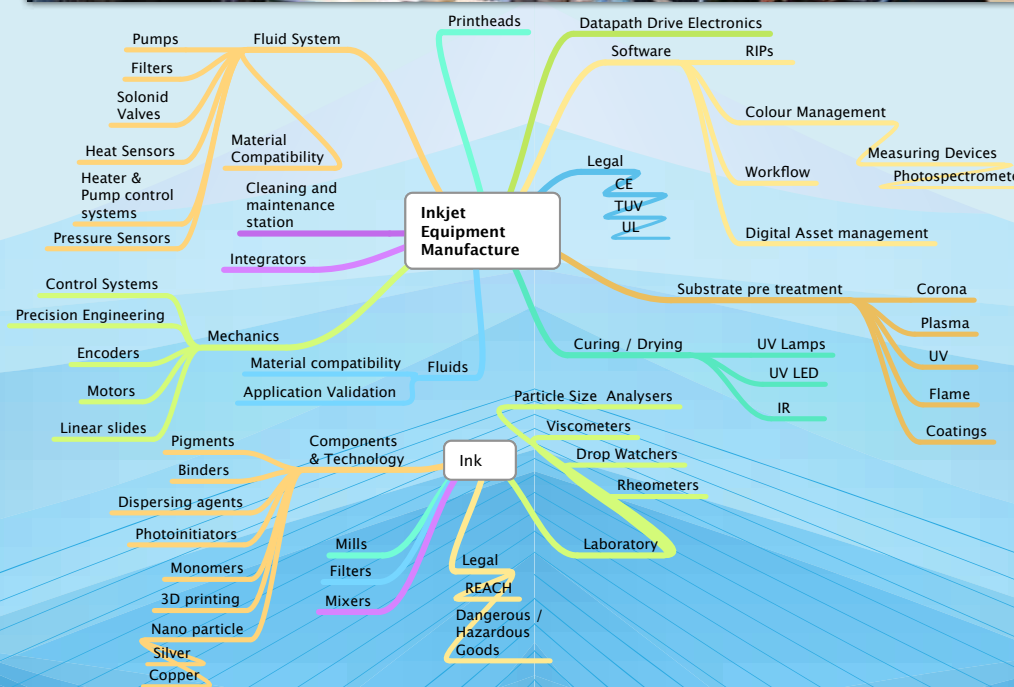 Printheads
Datapath Drive Electronics
Pumps
Fluid System
Software
RIPs
Filters
Solonid
Valves
Colour Management
Heat Sensors
Material
Compatibility
Measuring Devices
Legal
CE
TUV
UL
Workflow
Photospectromete
Heater &
Pump control
systems
Cleaning and
maintenance
station
Inkjet
Equipment
Manufacture
Pressure Sensors
Digital Asset management
Integrators
Control Systems
Substrate pre treatment
Corona
Precision Engineering
Plasma
Mechanics
Curing / Drying
UV Lamps
Encoders
UV
Material compatibility
Fluids
UV LED
Motors
Application Validation
Particle Size Analysers
Flame
IR
Linear slides
Viscometers
Coatings
Pigments
Components
& Technology
Ink
Drop Watchers
Binders
Rheometers
Dispersing agents
Photoinitiators
Mills
Laboratory
Monomers
Filters
Legal
3D printing
Mixers
REACH
Nano particle
Dangerous /
Hazardous
Goods
Silver
Copper